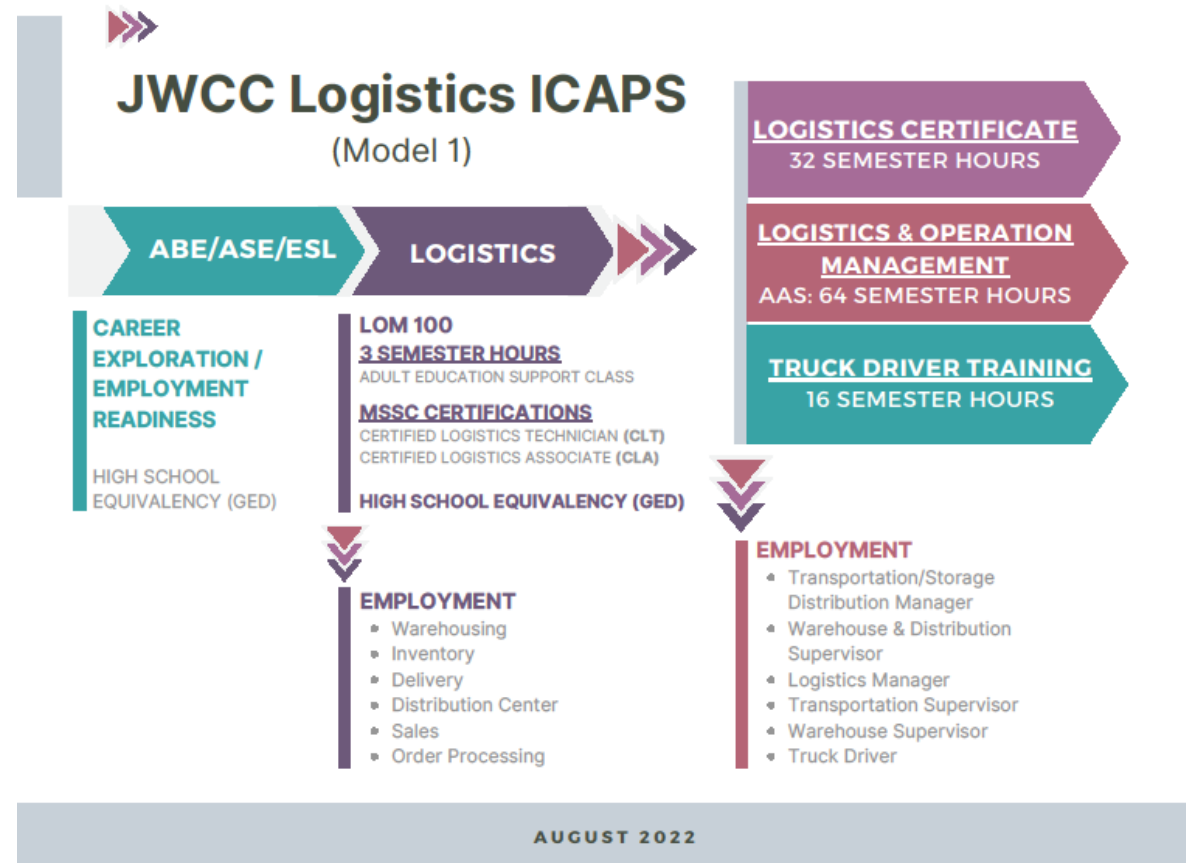 JWCC Logistics ICAPS
(Model 1)
ABE/ASE/ESL
CAREER
EXPLORATION /
EMPLOYMENT
READINESS
HIGH SCHOOL
EQUIVALENCY (GED)
LOGISTICS
LOM 100
3 SEMESTER HOURS
ADULT EDUCATION SUPPORT CLASS
MSSC CERTIFICATIONS
CERTIFIED LOGISTICS TECHNICIAN (CLT)
CERTIFIED LOGISTICS ASSOCIATE (CLA)
HIGH SCHOOL EQUIVALENCY (GED)
EMPLOYMENT
• Warehousing
• Inventory
• Delivery
• Distribution Center
• Sales
• Order Processing
LOGISTICS CERTIFICATE
32 SEMESTER HOURS
LOGISTICS & OPERATION
MANAGEMENT
AAS: 64 SEMESTER HOURS
TRUCK DRIVER TRAINING
16 SEMESTER HOURS
EMPLOYMENT
• Transportation/Storage
Distribution Manager
• Warehouse & Distribution
Supervisor
• Logistics Manager
• Transportation Supervisor
• Warehouse Supervisor
• Truck Driver
AUGUST 2022